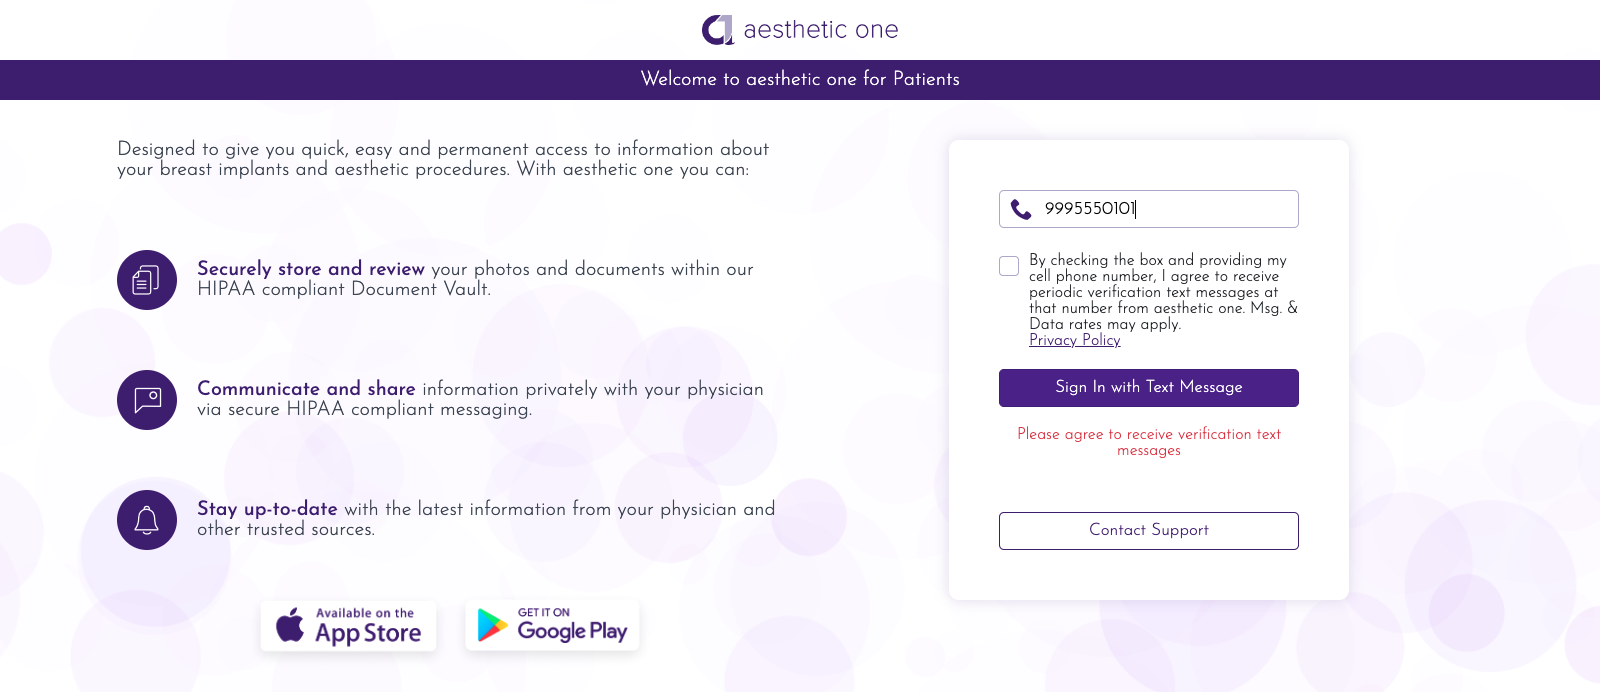 aesthetic one
Welcome to aesthetic one for Patients
Designed to give you quick, easy and permanent access to information about
your breast implants and aesthetic procedures. With aesthetic one you can:
Securely store and review your photos and documents within our
HIPAA compliant Document Vault.
Communicate and share information privately with your physician
via secure HIPAA compliant messaging.
Stay up-to-date with the latest information from your physician and
other trusted sources.
Available on the
App Store
GET IT ON
Google Play
9995550101
By checking the box and providing my
cell phone number, I agree to receive
periodic verification text messages at
that number from aesthetic one. Msg. &
Data rates may apply.
Privacy Policy
Sign In with Text Message
Please agree to receive verification text
messages
Contact Support